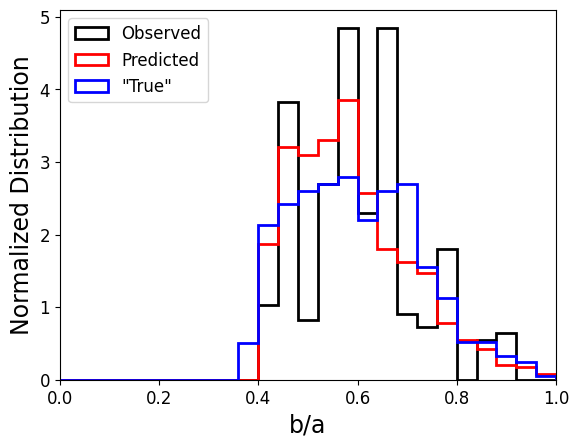 Observed
Predicted
"True"
Normalized Distribution
5
4
3
2
1
0
0.0 0.2 0.4 0.6 0.8 1.0
b/a